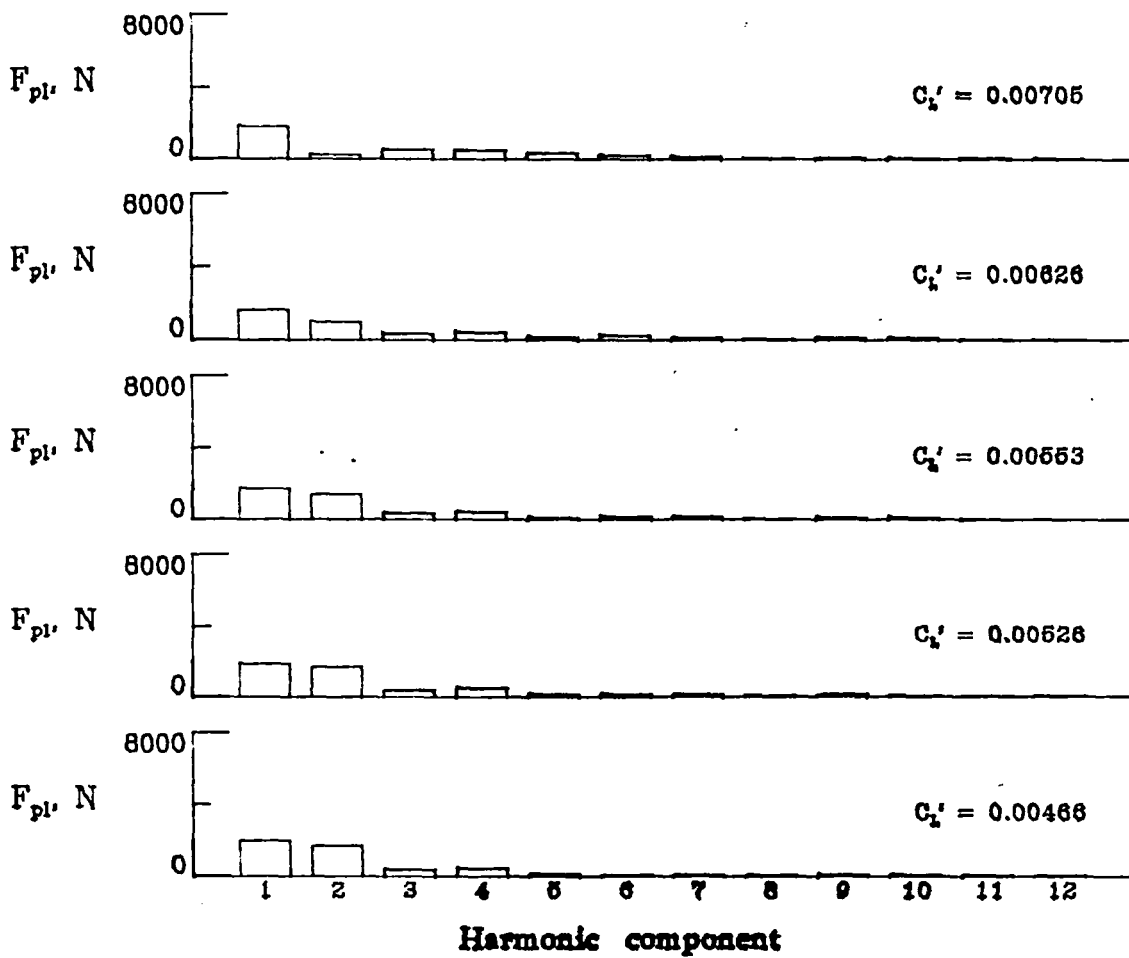 8000
F_pl, N
C_L' = 0.00705
0
8000
F_pl, N
C_L' = 0.00626
0
8000
F_pl, N
C_L' = 0.00553
0
8000
F_pl, N
C_L' = 0.00526
0
8000
F_pl, N
C_L' = 0.00466
0
1 2 3 4 5 6 7 8 9 10 11 12
Harmonic component